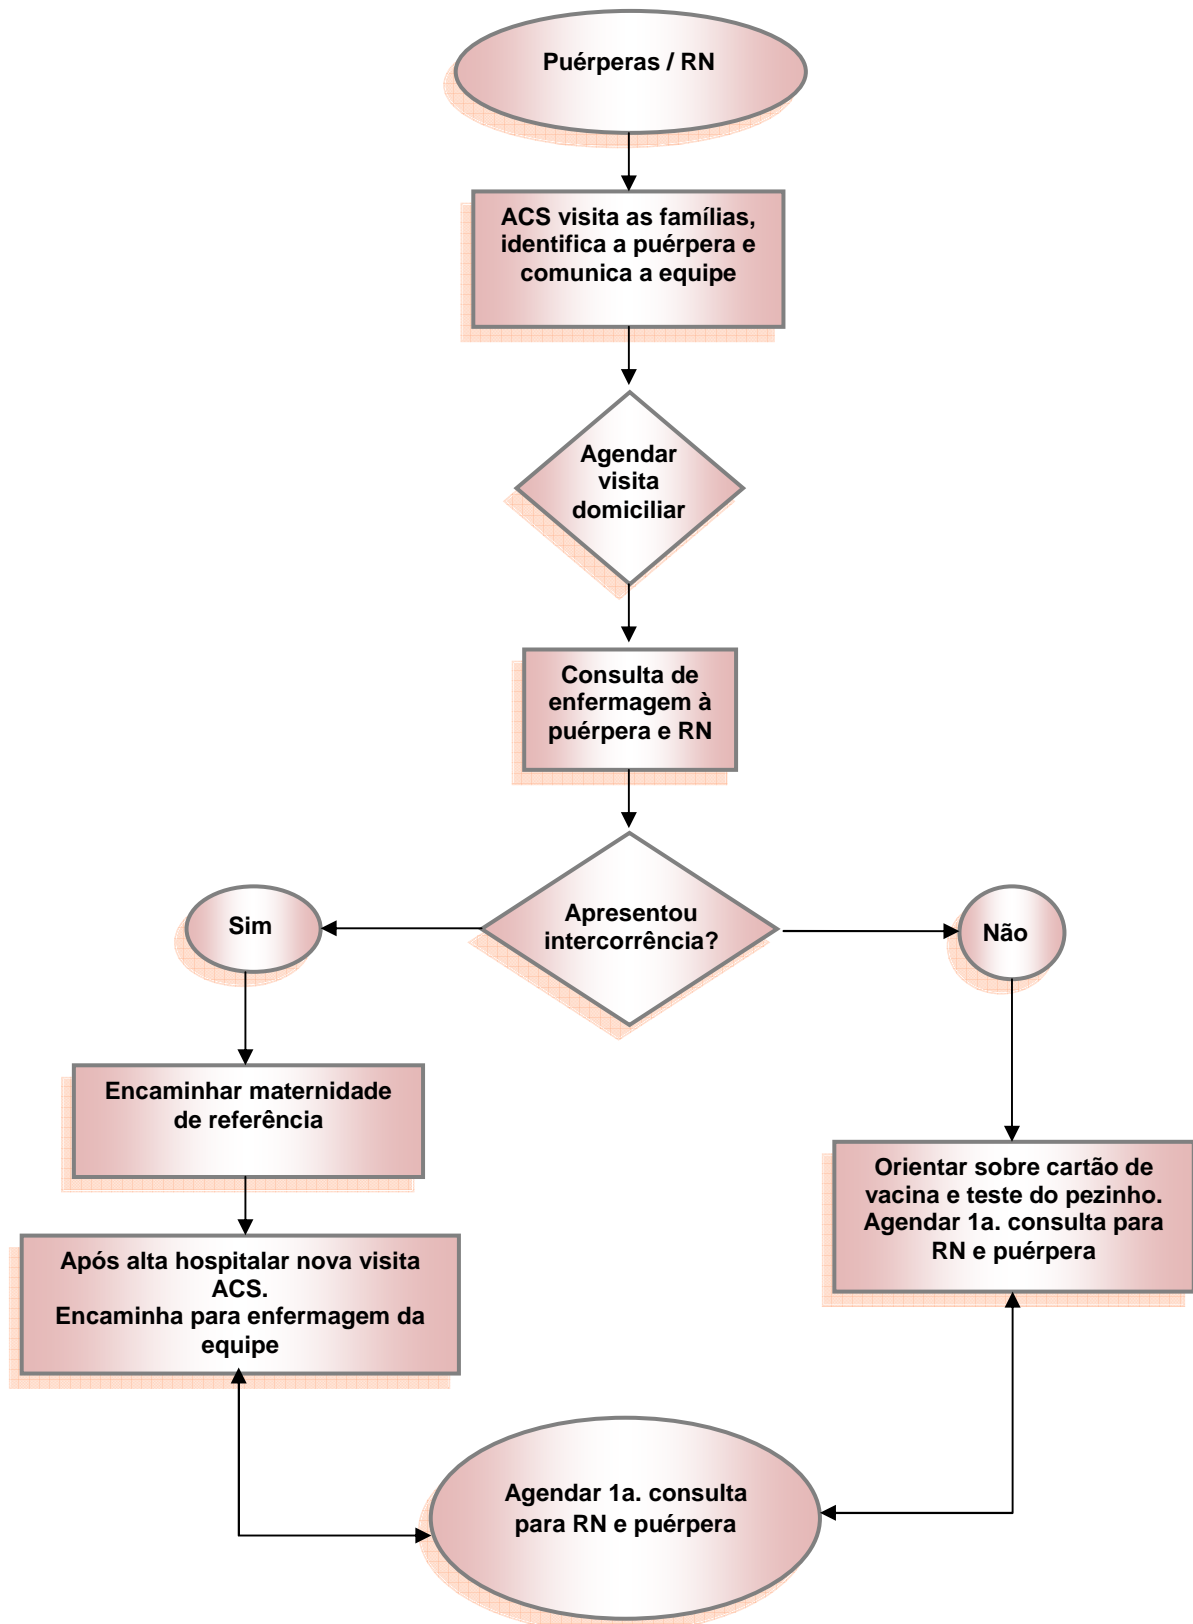 Puérperas / RN
ACS visita as famílias,
identifica a puérpera e
comunica a equipe
Agendar
visita
domiciliar
Consulta de
enfermagem à
puérpera e RN
Apresentou
intercorrência?
Sim
Não
Encaminhar maternidade
de referência
Após alta hospitalar nova visita
ACS.
Encaminha para enfermagem da
equipe
Orientar sobre cartão de
vacina e teste do pezinho.
Agendar 1a. consulta para
RN e puérpera
Agendar 1a. consulta
para RN e puérpera